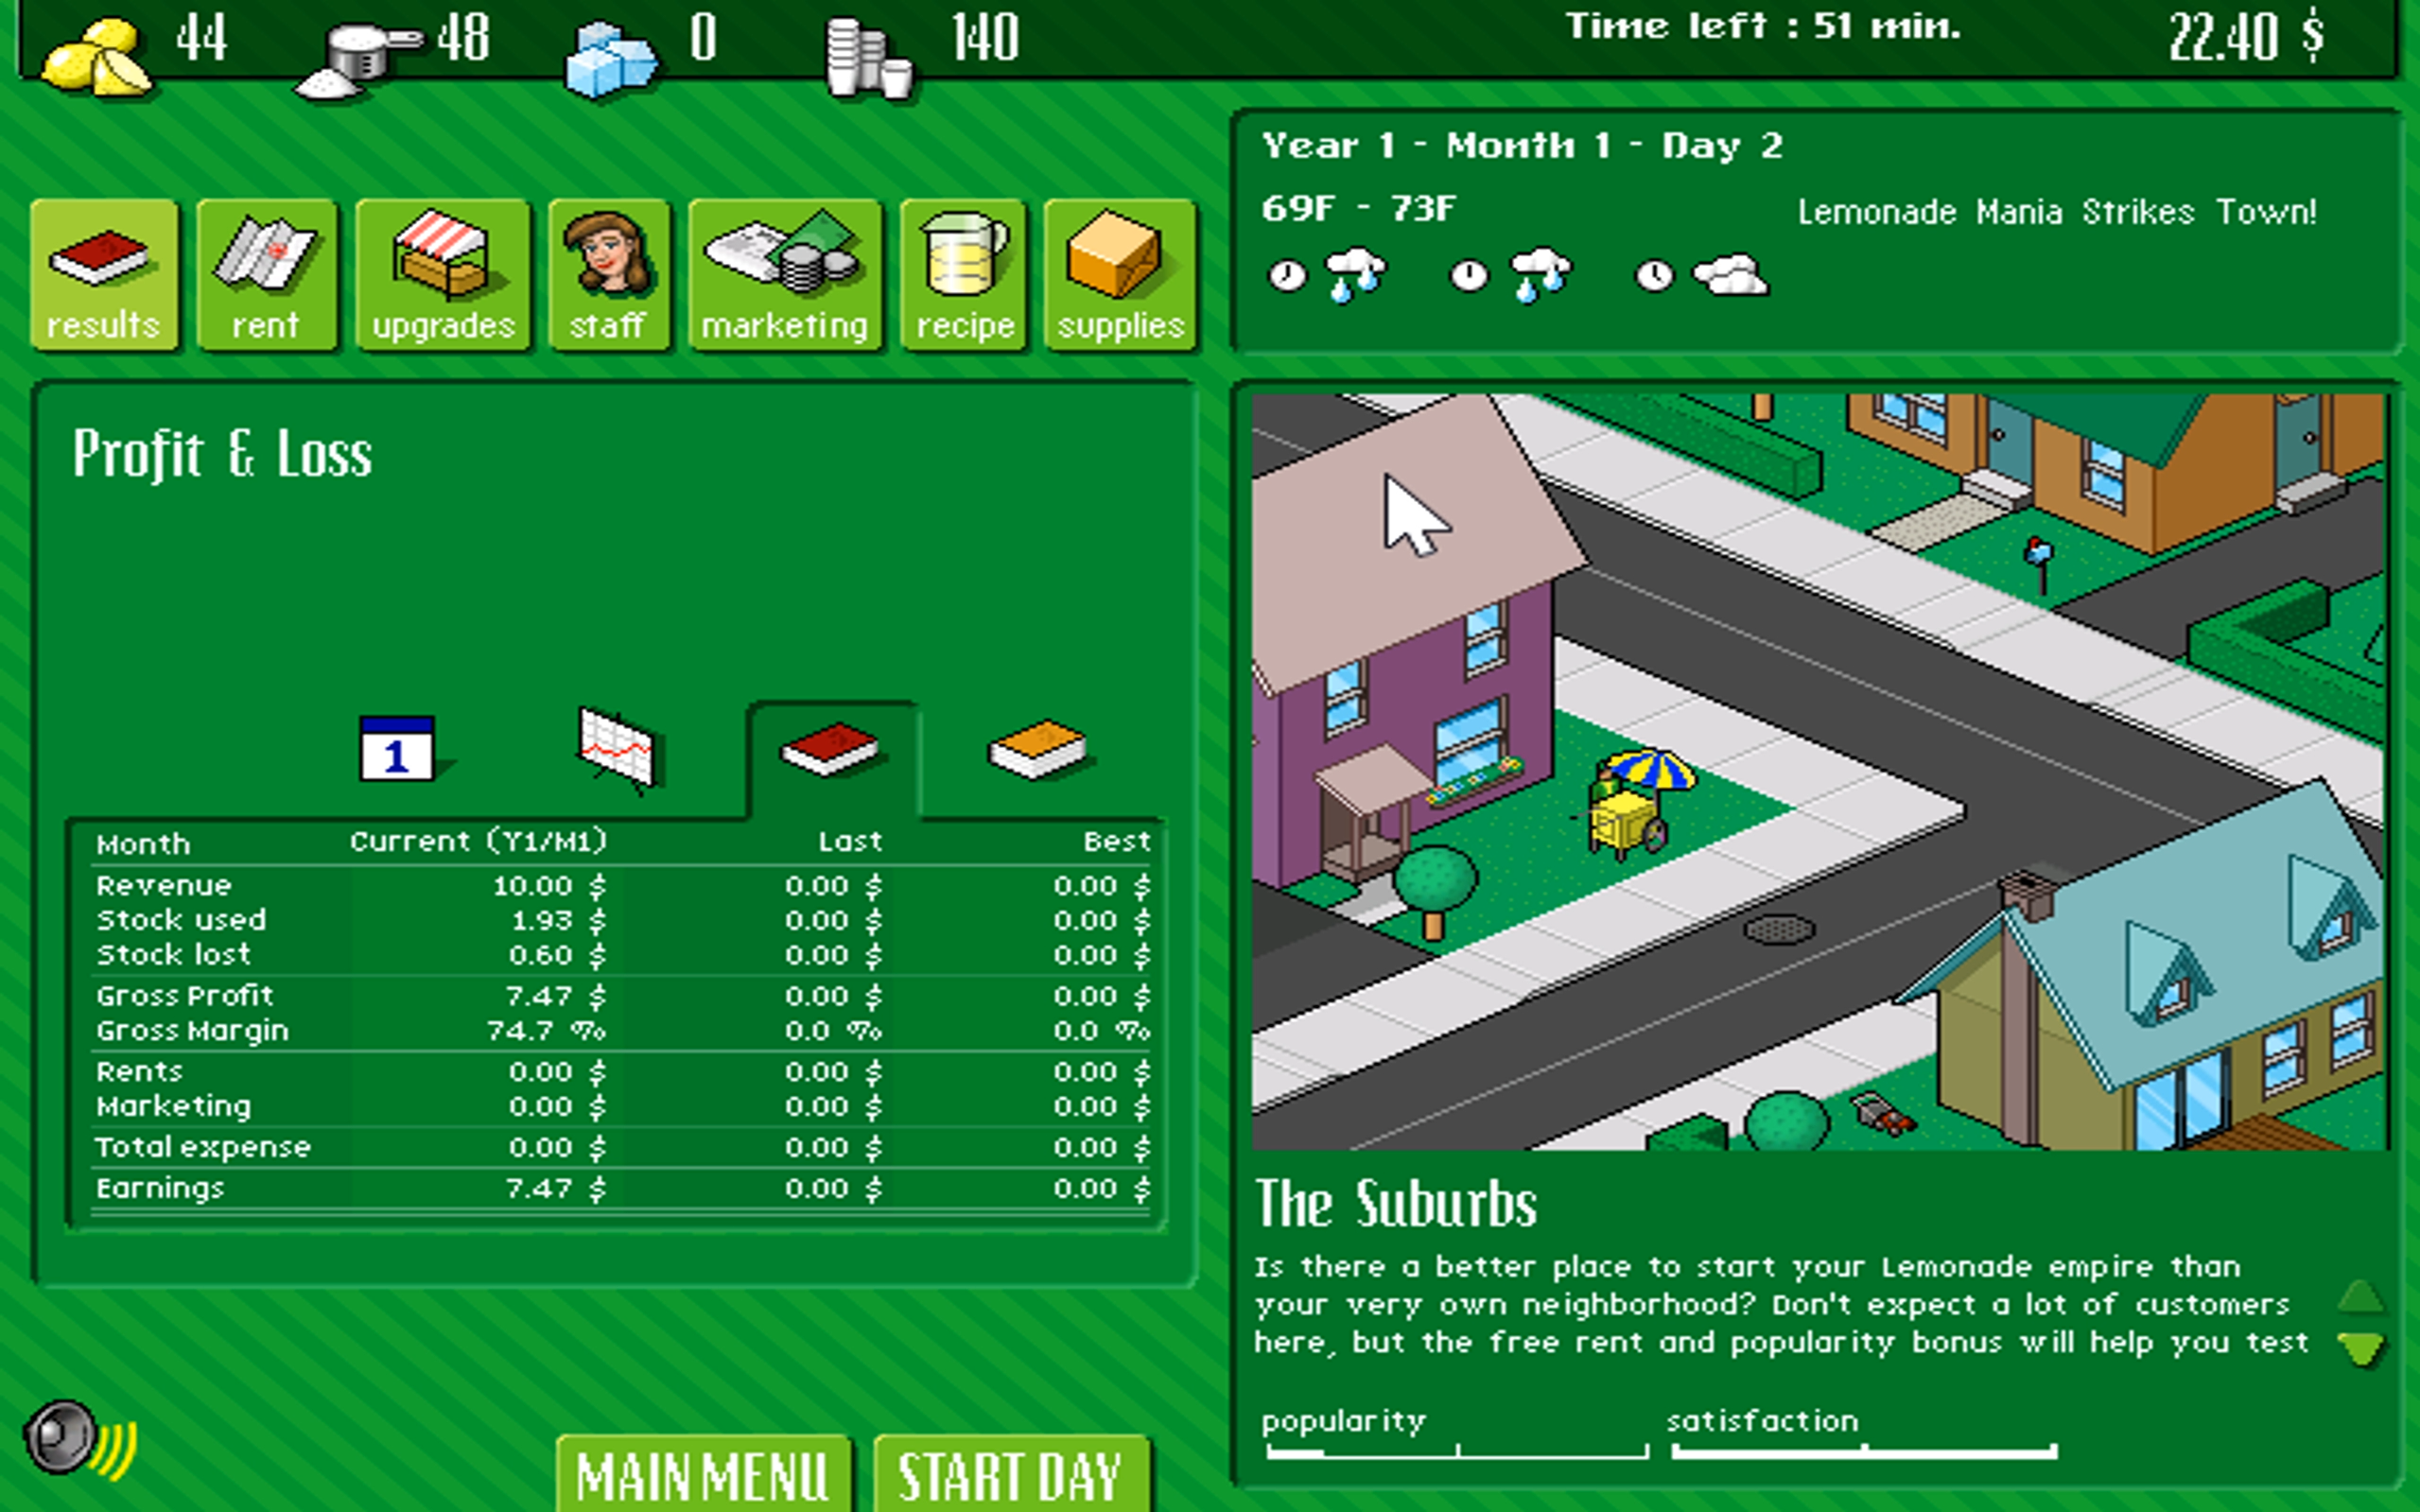 44 48 0 140 Time left : 51 min. 22.40 $
Year 1 - Month 1 - Day 2
69F - 73F Lemonade Mania Strikes Town!
results rent upgrades staff marketing recipe supplies
Profit & Loss
1
Month Current (Y1/M1) Last Best
Revenue 10.00 $ 0.00 $ 0.00 $
Stock used 1.93 $ 0.00 $ 0.00 $
Stock lost 0.60 $ 0.00 $ 0.00 $
Gross Profit 7.47 $ 0.00 $ 0.00 $
Gross Margin 74.7 % 0.0 % 0.0 %
Rents 0.00 $ 0.00 $ 0.00 $
Marketing 0.00 $ 0.00 $ 0.00 $
Total expense 0.00 $ 0.00 $ 0.00 $
Earnings 7.47 $ 0.00 $ 0.00 $
The Suburbs
Is there a better place to start your Lemonade empire than
your very own neighborhood? Don't expect a lot of customers
here, but the free rent and popularity bonus will help you test
popularity satisfaction
MAIN MENU START DAY